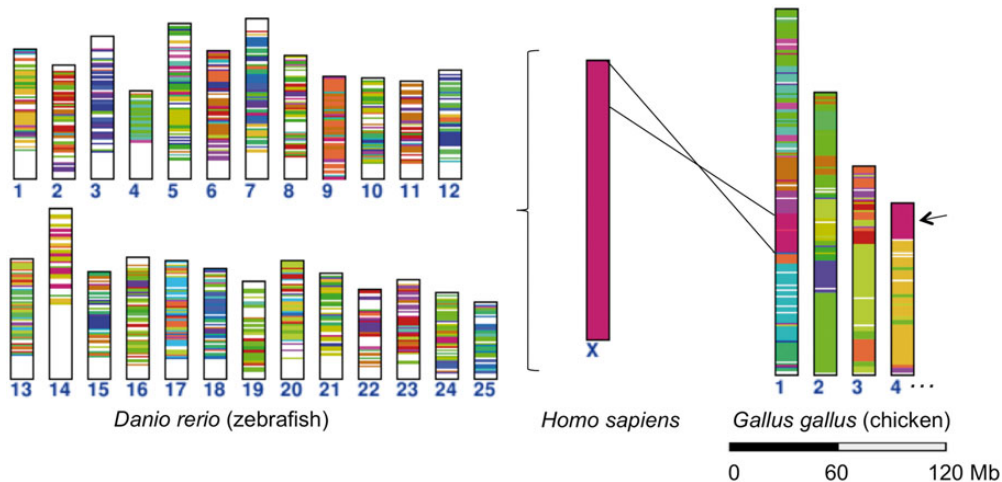 1 2 3 4 5 6 7 8 9 10 11 12
13 14 15 16 17 18 19 20 21 22 23 24 25
Danio rerio (zebrafish)
X
Homo sapiens
1 2 3 4 ...
Gallus gallus (chicken)
0 60 120 Mb